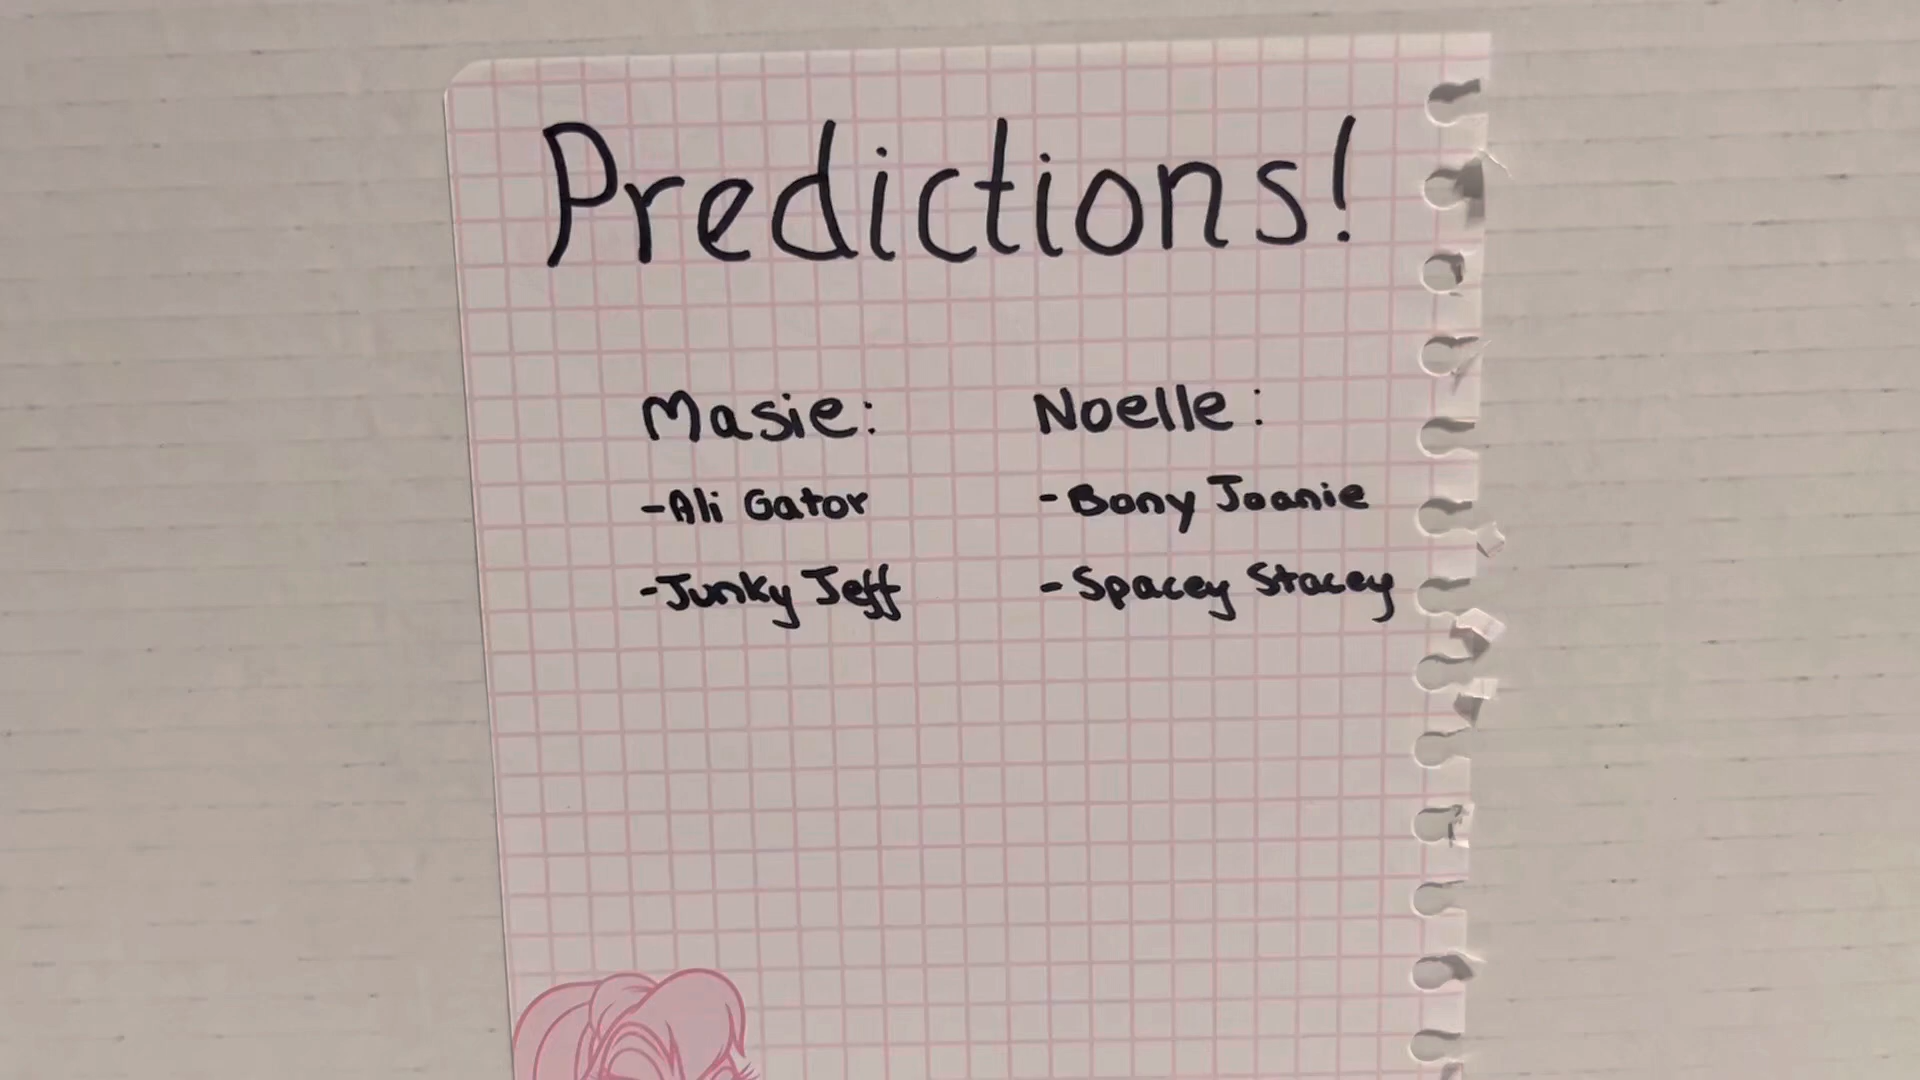 Predictions!
Masie:
-Ali Gator
-Junky Jeff
Noelle:
-Bony Joanie
-Spacey Stacey